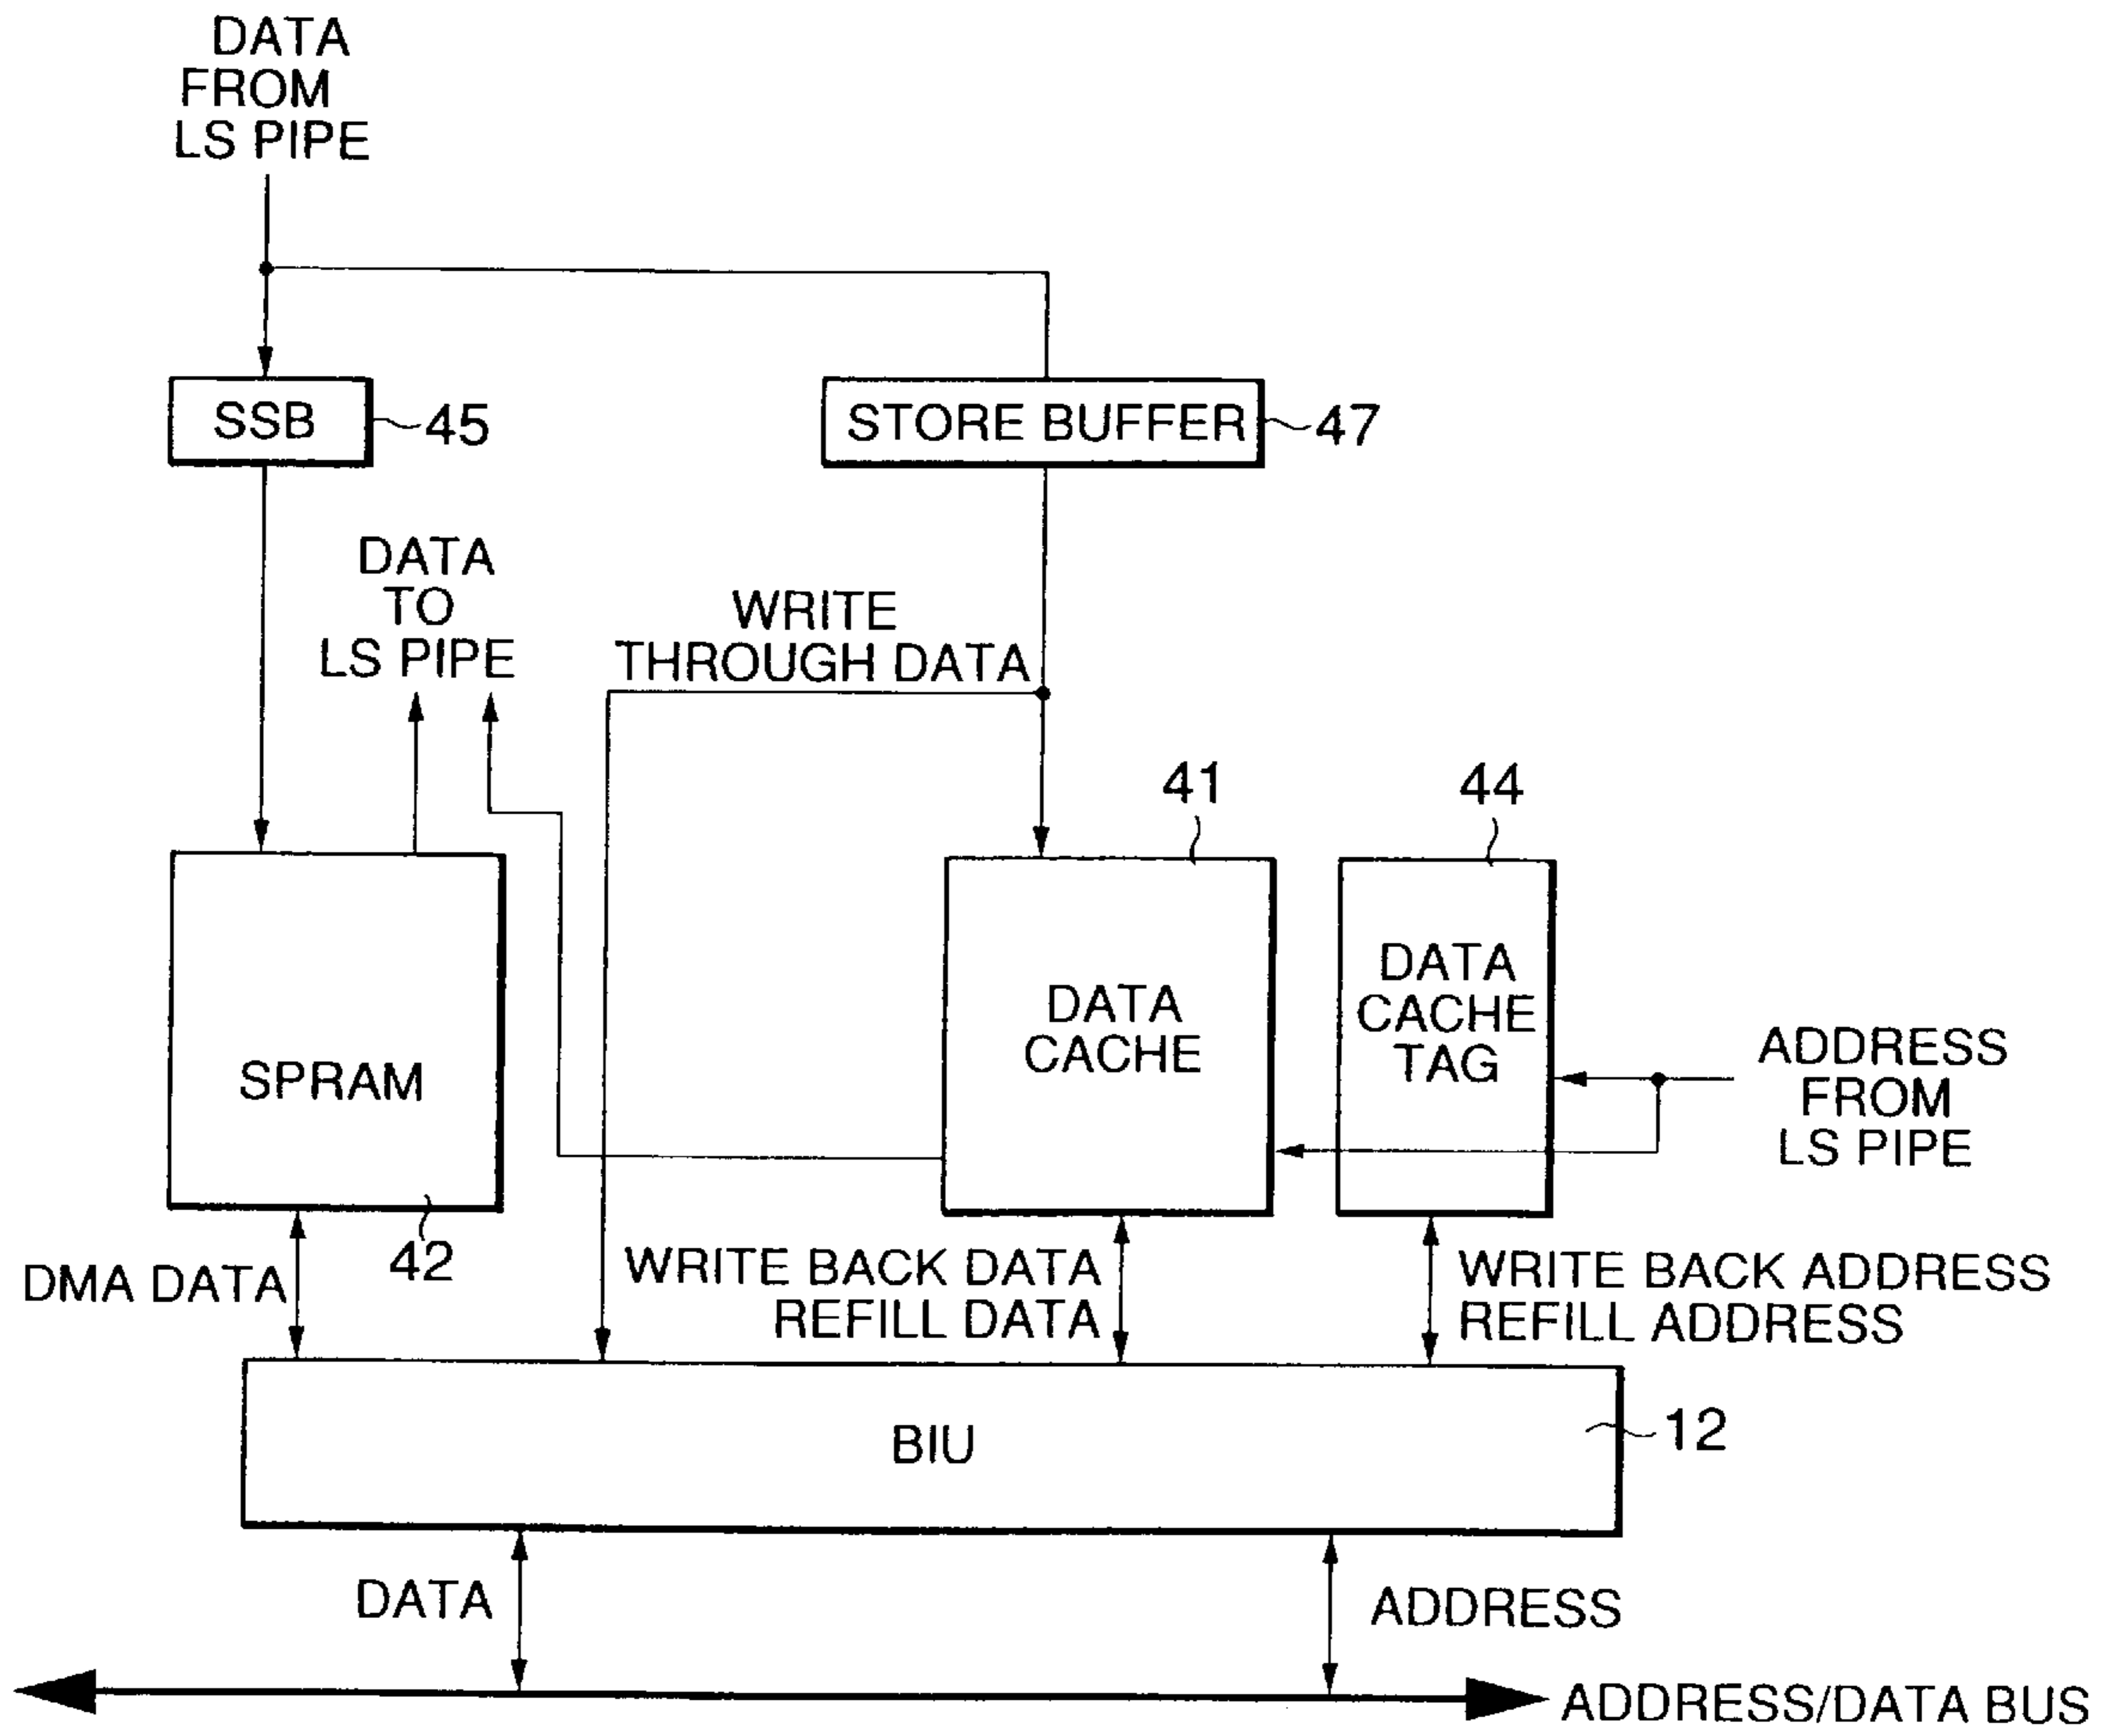 DATA
FROM
LS PIPE
SSB
45
STORE BUFFER
47
DATA
TO
LS PIPE
WRITE
THROUGH DATA
41
44
SPRAM
42
DATA
CACHE
DATA
CACHE
TAG
ADDRESS
FROM
LS PIPE
DMA DATA
WRITE BACK DATA
REFILL DATA
WRITE BACK ADDRESS
REFILL ADDRESS
BIU
12
DATA
ADDRESS
ADDRESS/DATA BUS